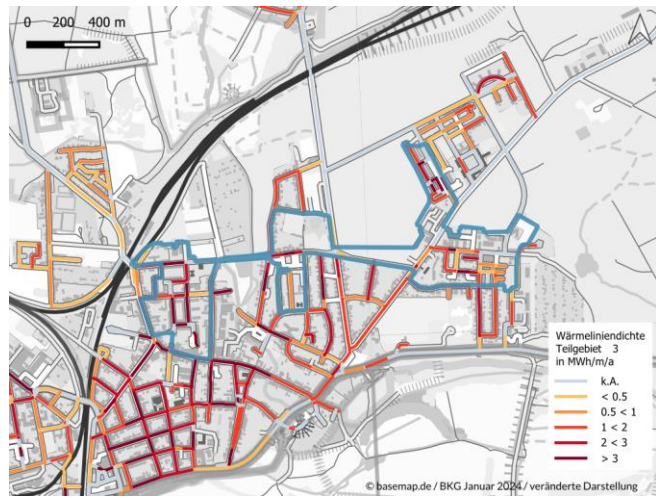 0 200 400 m
Wärmeliniendichte
Teilgebiet 3
in MWh/m/a
k.A.
< 0.5
0.5 < 1
1 < 2
2 < 3
> 3
© basemap.de / BKG Januar 2024 / veränderte Darstellung